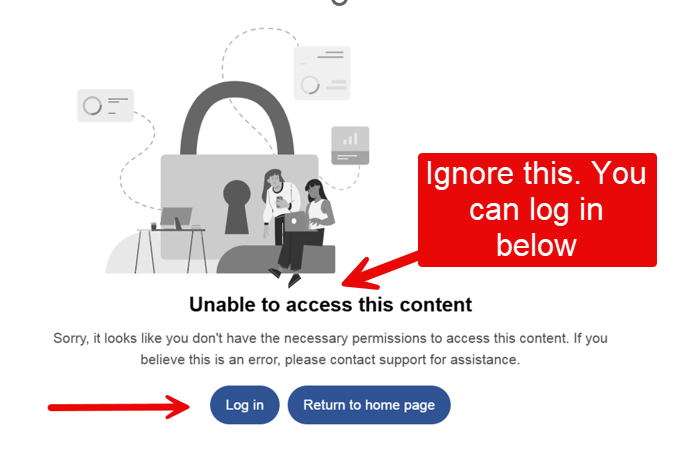 Ignore this. You
can log in
below
Unable to access this content
Sorry, it looks like you don't have the necessary permissions to access this content. If you
believe this is an error, please contact support for assistance.
Log in
Return to home page